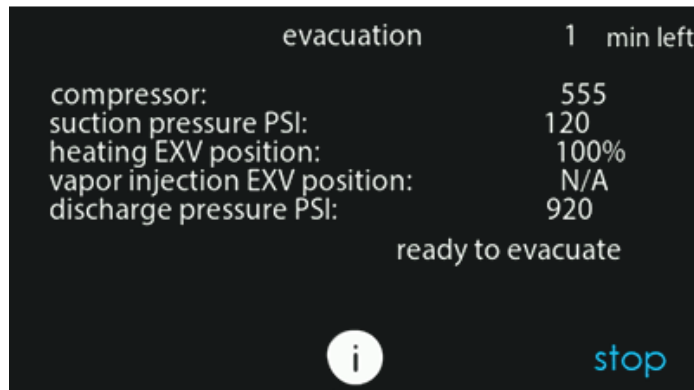 evacuation 1 min left
compressor: 555
suction pressure PSI: 120
heating EXV position: 100%
vapor injection EXV position: N/A
discharge pressure PSI: 920
ready to evacuate
i stop